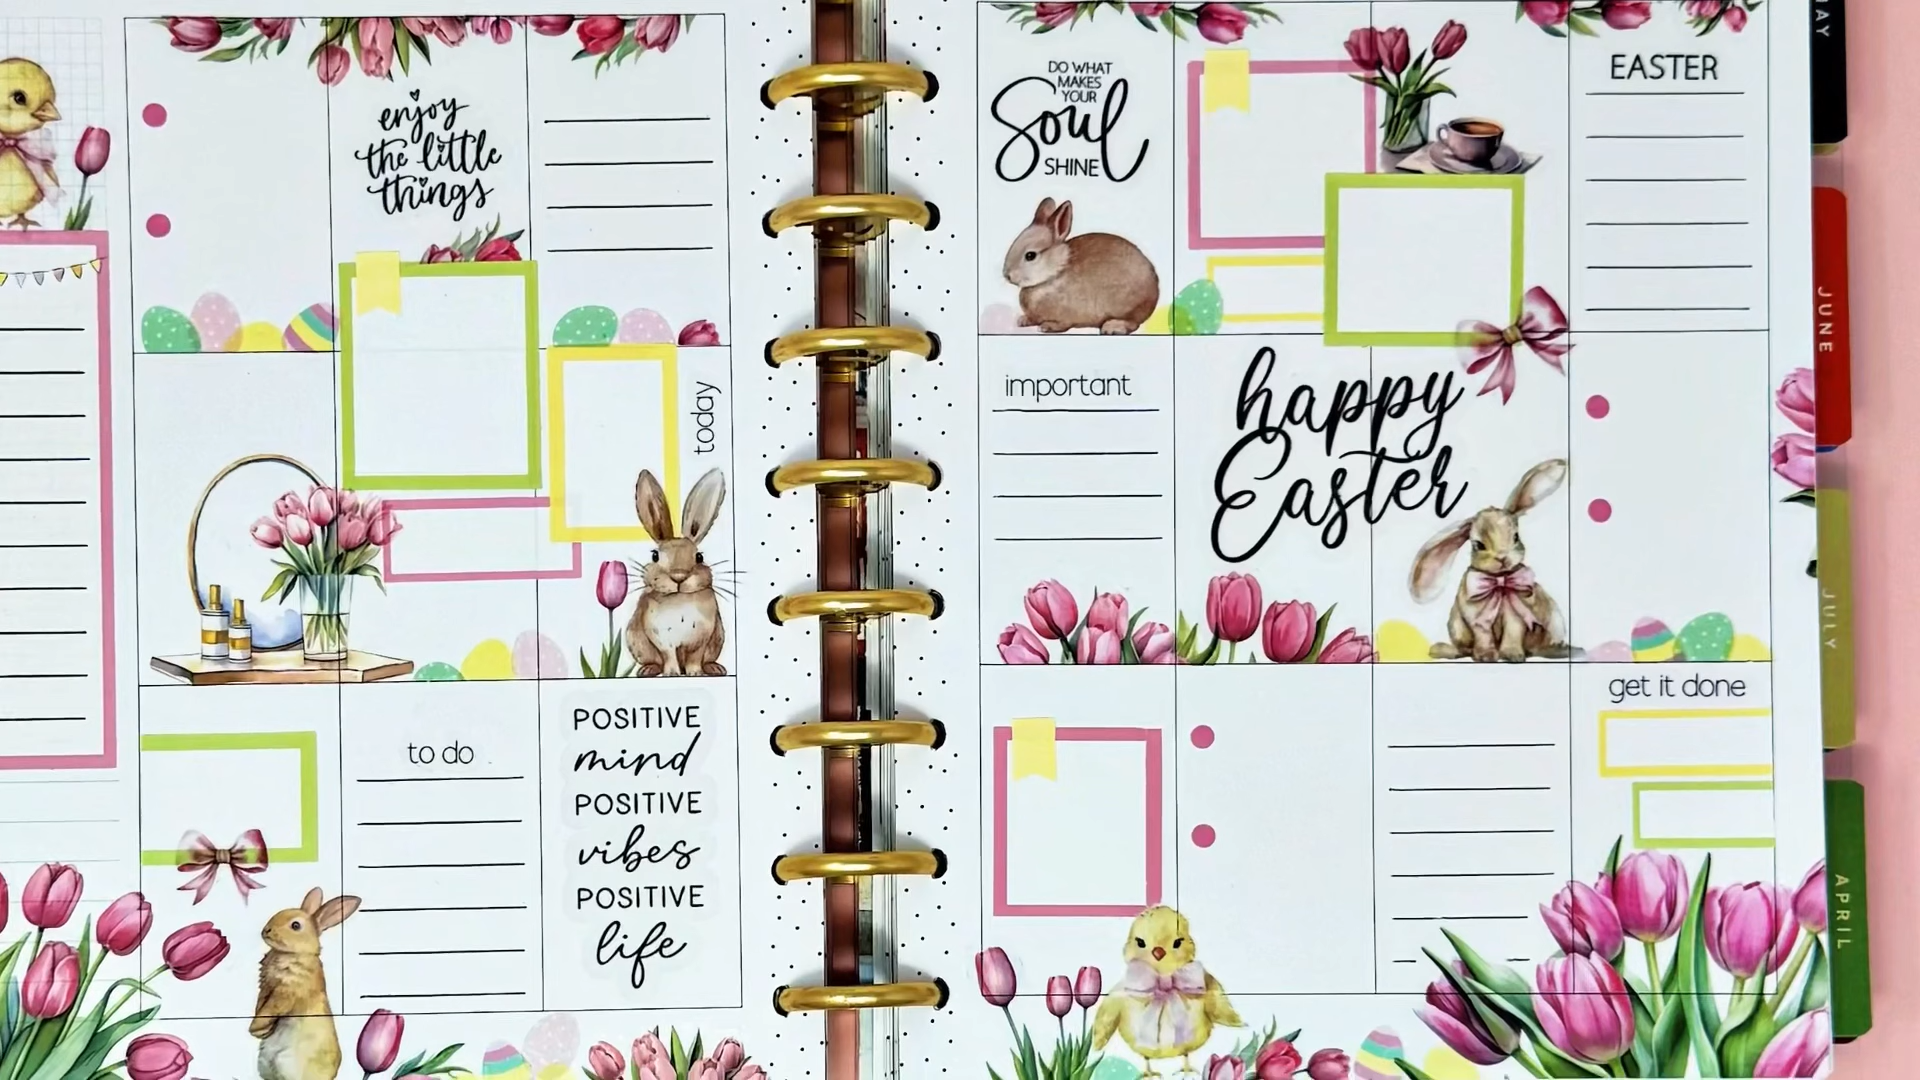 enjoy
the little
things
today
to do
POSITIVE
mind
POSITIVE
vibes
POSITIVE
life
DO WHAT
MAKES
YOUR
Soul
SHINE
EASTER
important
happy
Easter
get it done
JUNE
JULY
APRIL